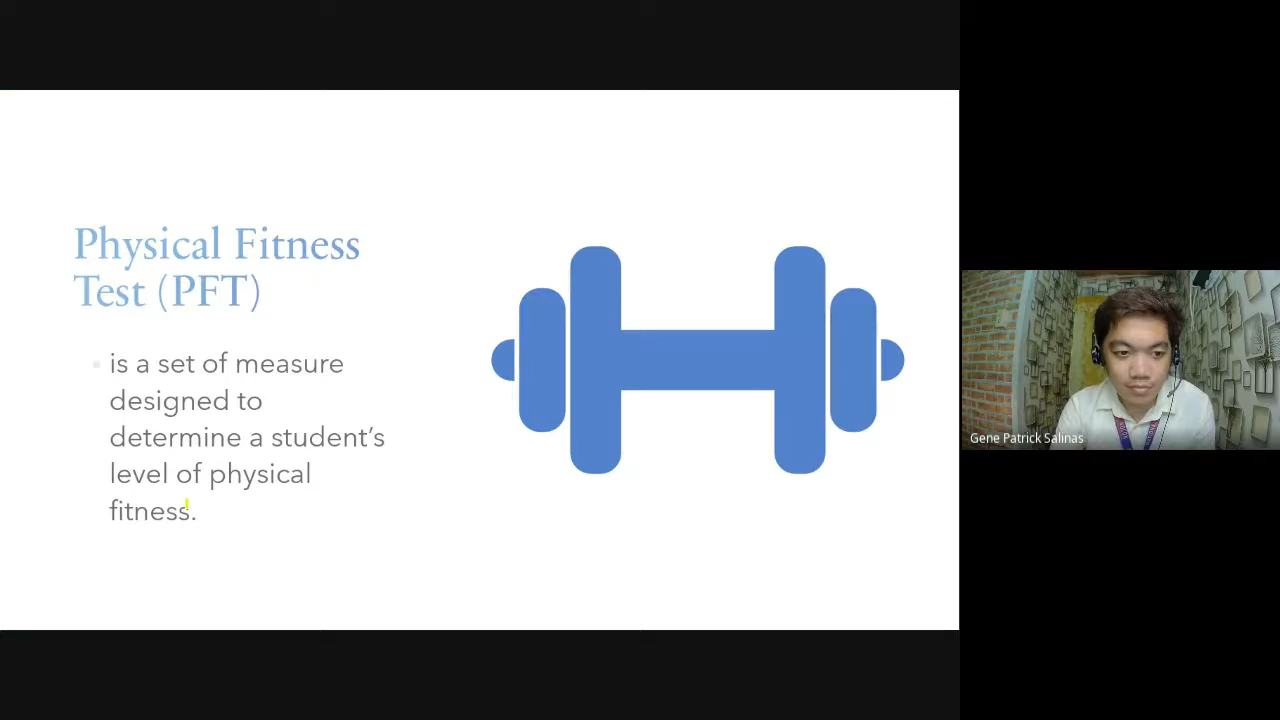 Physical Fitness
Test (PFT)
is a set of measure
designed to
determine a student's
level of physical
fitness.
Gene Patrick Salinas